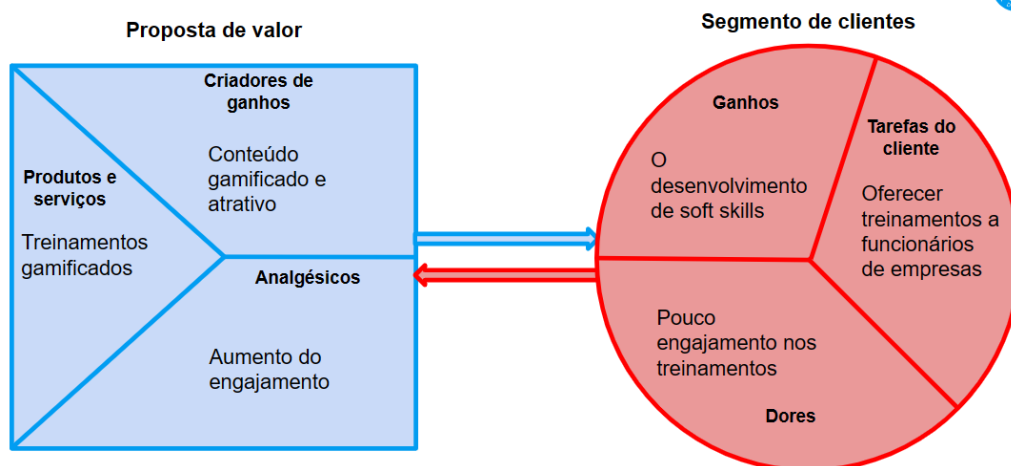 Proposta de valor
Criadores de
ganhos
Conteúdo
gamificado e
atrativo
Produtos e
serviços
Treinamentos
gamificados
Analgésicos
Aumento do
engajamento
Segmento de clientes
Ganhos
O
desenvolvimento
de soft skills
Tarefas do
cliente
Oferecer
treinamentos a
funcionários
de empresas
Pouco
engajamento nos
treinamentos
Dores